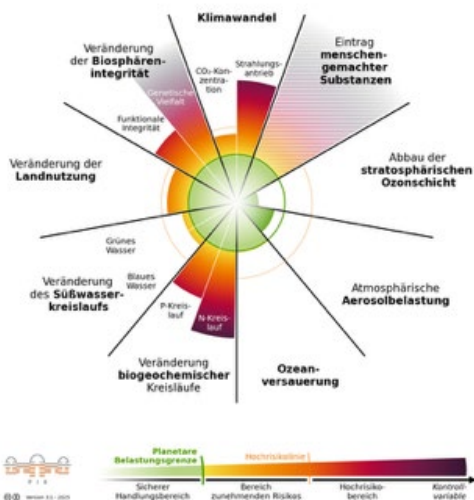 Klimawandel
Veränderung
der Biosphären-
integrität
CO₂-Kon-
zentra-
tion
Strahlungs-
antrieb
Eintrag
menschen-
gemachter
Substanzen
Genetische
Vielfalt
Funktionale
Integrität
Veränderung der
Landnutzung
Abbau der
stratosphärischen
Ozonschicht
Grünes
Wasser
Blaues
Wasser
Veränderung
des Süßwasser-
kreislaufs
P-Kreis-
lauf
N-Kreis-
lauf
Atmosphärische
Aerosolbelastung
Veränderung
biogeochemischer
Kreisläufe
Ozean-
versauerung
Planetare
Belastungsgrenze
Hochrisikolinie
P I K
Sicherer
Handlungsbereich
Bereich
zunehmenden Risikos
Hochrisiko-
bereich
Kontroll-